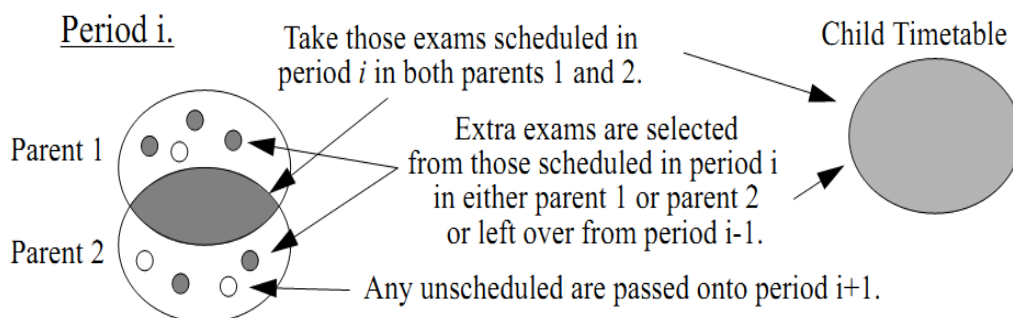 Period i.
Take those exams scheduled in
period i in both parents 1 and 2.
Child Timetable
Parent 1
Extra exams are selected
from those scheduled in period i
in either parent 1 or parent 2
or left over from period i-1.
Parent 2
Any unscheduled are passed onto period i+1.